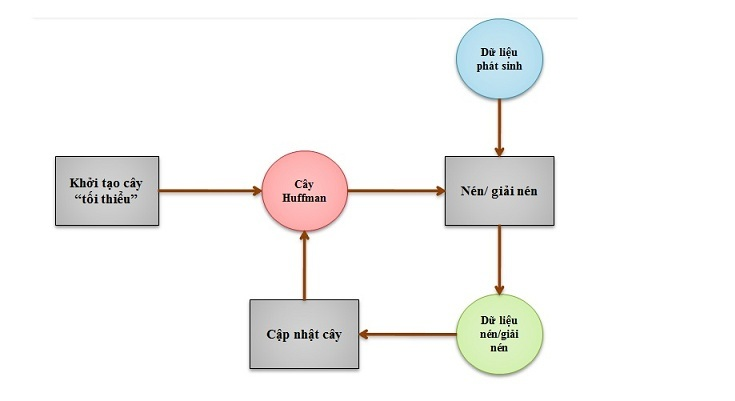 Dữ liệu
phát sinh
Khởi tạo cây
“tối thiểu”
Cây
Huffman
Nén/ giải nén
Cập nhật cây
Dữ liệu
nén/giải
nén